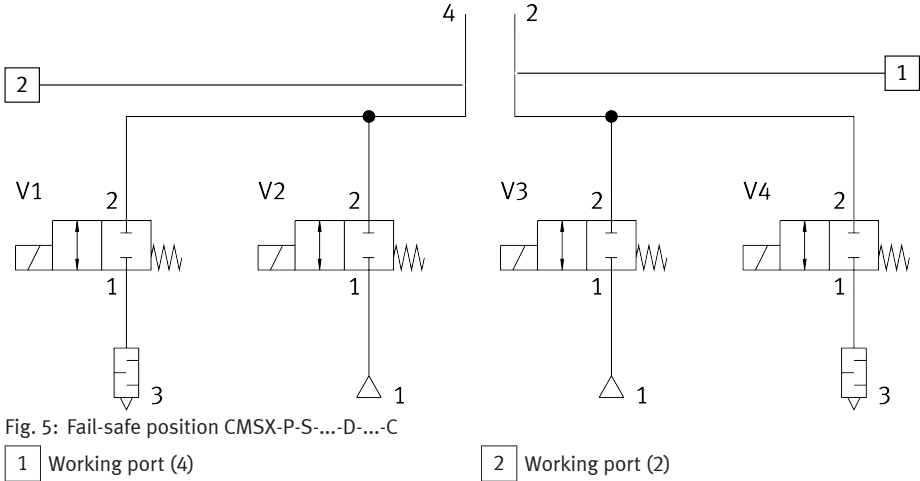 4 2
2
1
V1 V2 V3 V4
2 2 2 2
1 1 1 1
3 1 1 3
Fig. 5: Fail-safe position CMSX-P-S-...-D-...-C
1 Working port (4) 2 Working port (2)